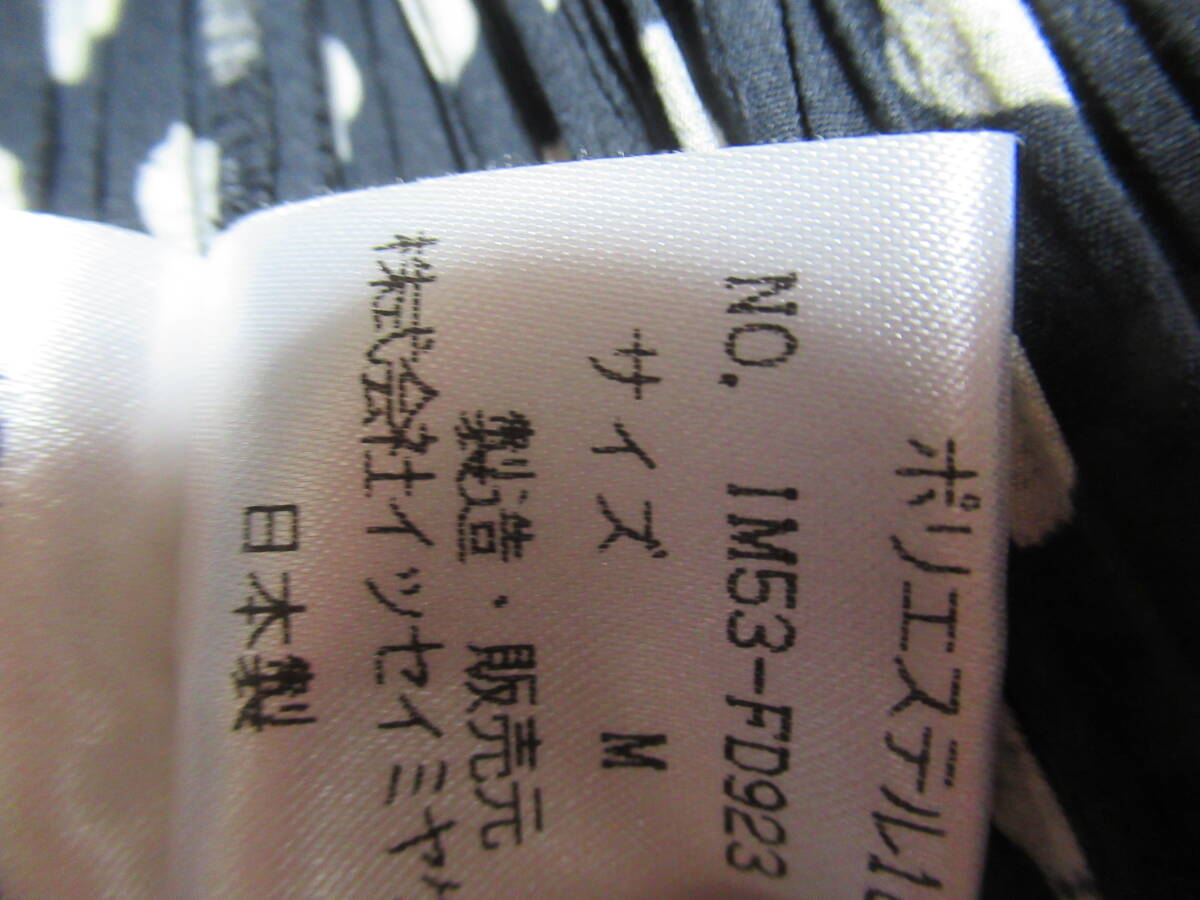 ポリエステル1
NO. IM53-FD923
サイズ M
製造・販売元
株式会社イッセイミヤ
日本製